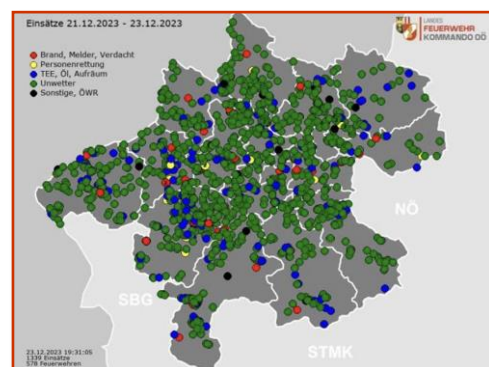 Einsätze 21.12.2023 - 23.12.2023
LANDES
FEUERWEHR
KOMMANDO OÖ
Brand, Melder, Verdacht
Personenrettung
TEE, Öl, Aufräum
Unwetter
Sonstige, ÖWR
NÖ
SBG
STMK
23.12.2023 19:31:05
1339 Einsätze
578 Feuerwehren